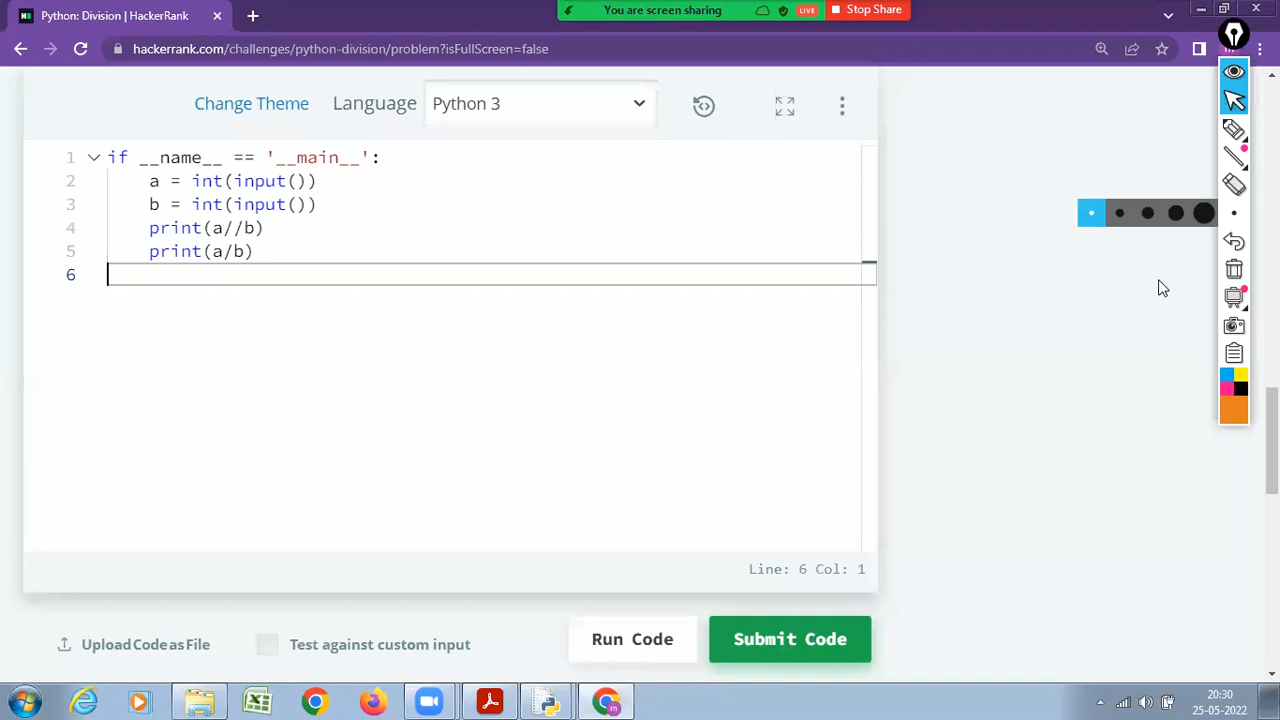 Python: Division | HackerRank
You are screen sharing
LIVE
Stop Share
hackerrank.com/challenges/python-division/problem?isFullScreen=false
Change Theme
Language
Python 3
1 if __name__ == '__main__':
2 a = int(input())
3 b = int(input())
4 print(a//b)
5 print(a/b)
6
Line: 6 Col: 1
Upload Code as File
Test against custom input
Run Code
Submit Code
20:30
25-05-2022